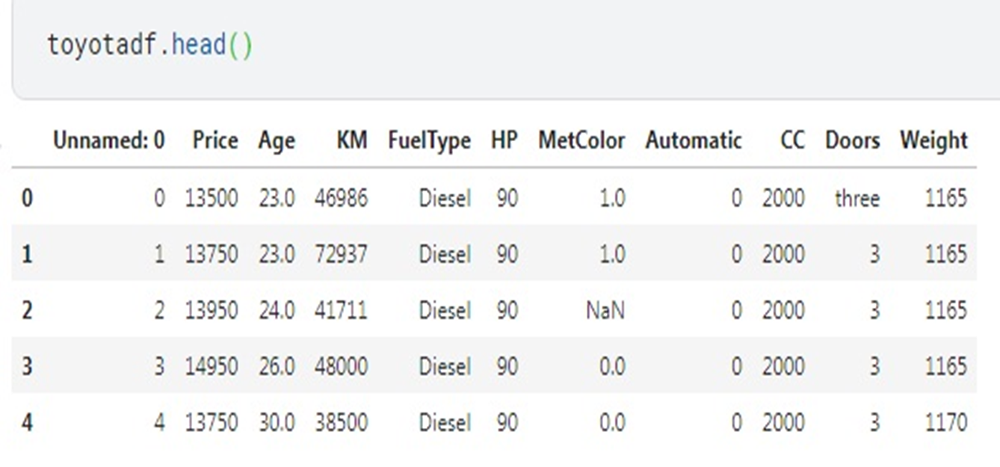 toyotadf.head()
Unnamed: 0 Price Age KM FuelType HP MetColor Automatic CC Doors Weight
0 0 13500 23.0 46986 Diesel 90 1.0 0 2000 three 1165
1 1 13750 23.0 72937 Diesel 90 1.0 0 2000 3 1165
2 2 13950 24.0 41711 Diesel 90 NaN 0 2000 3 1165
3 3 14950 26.0 48000 Diesel 90 0.0 0 2000 3 1165
4 4 13750 30.0 38500 Diesel 90 0.0 0 2000 3 1170